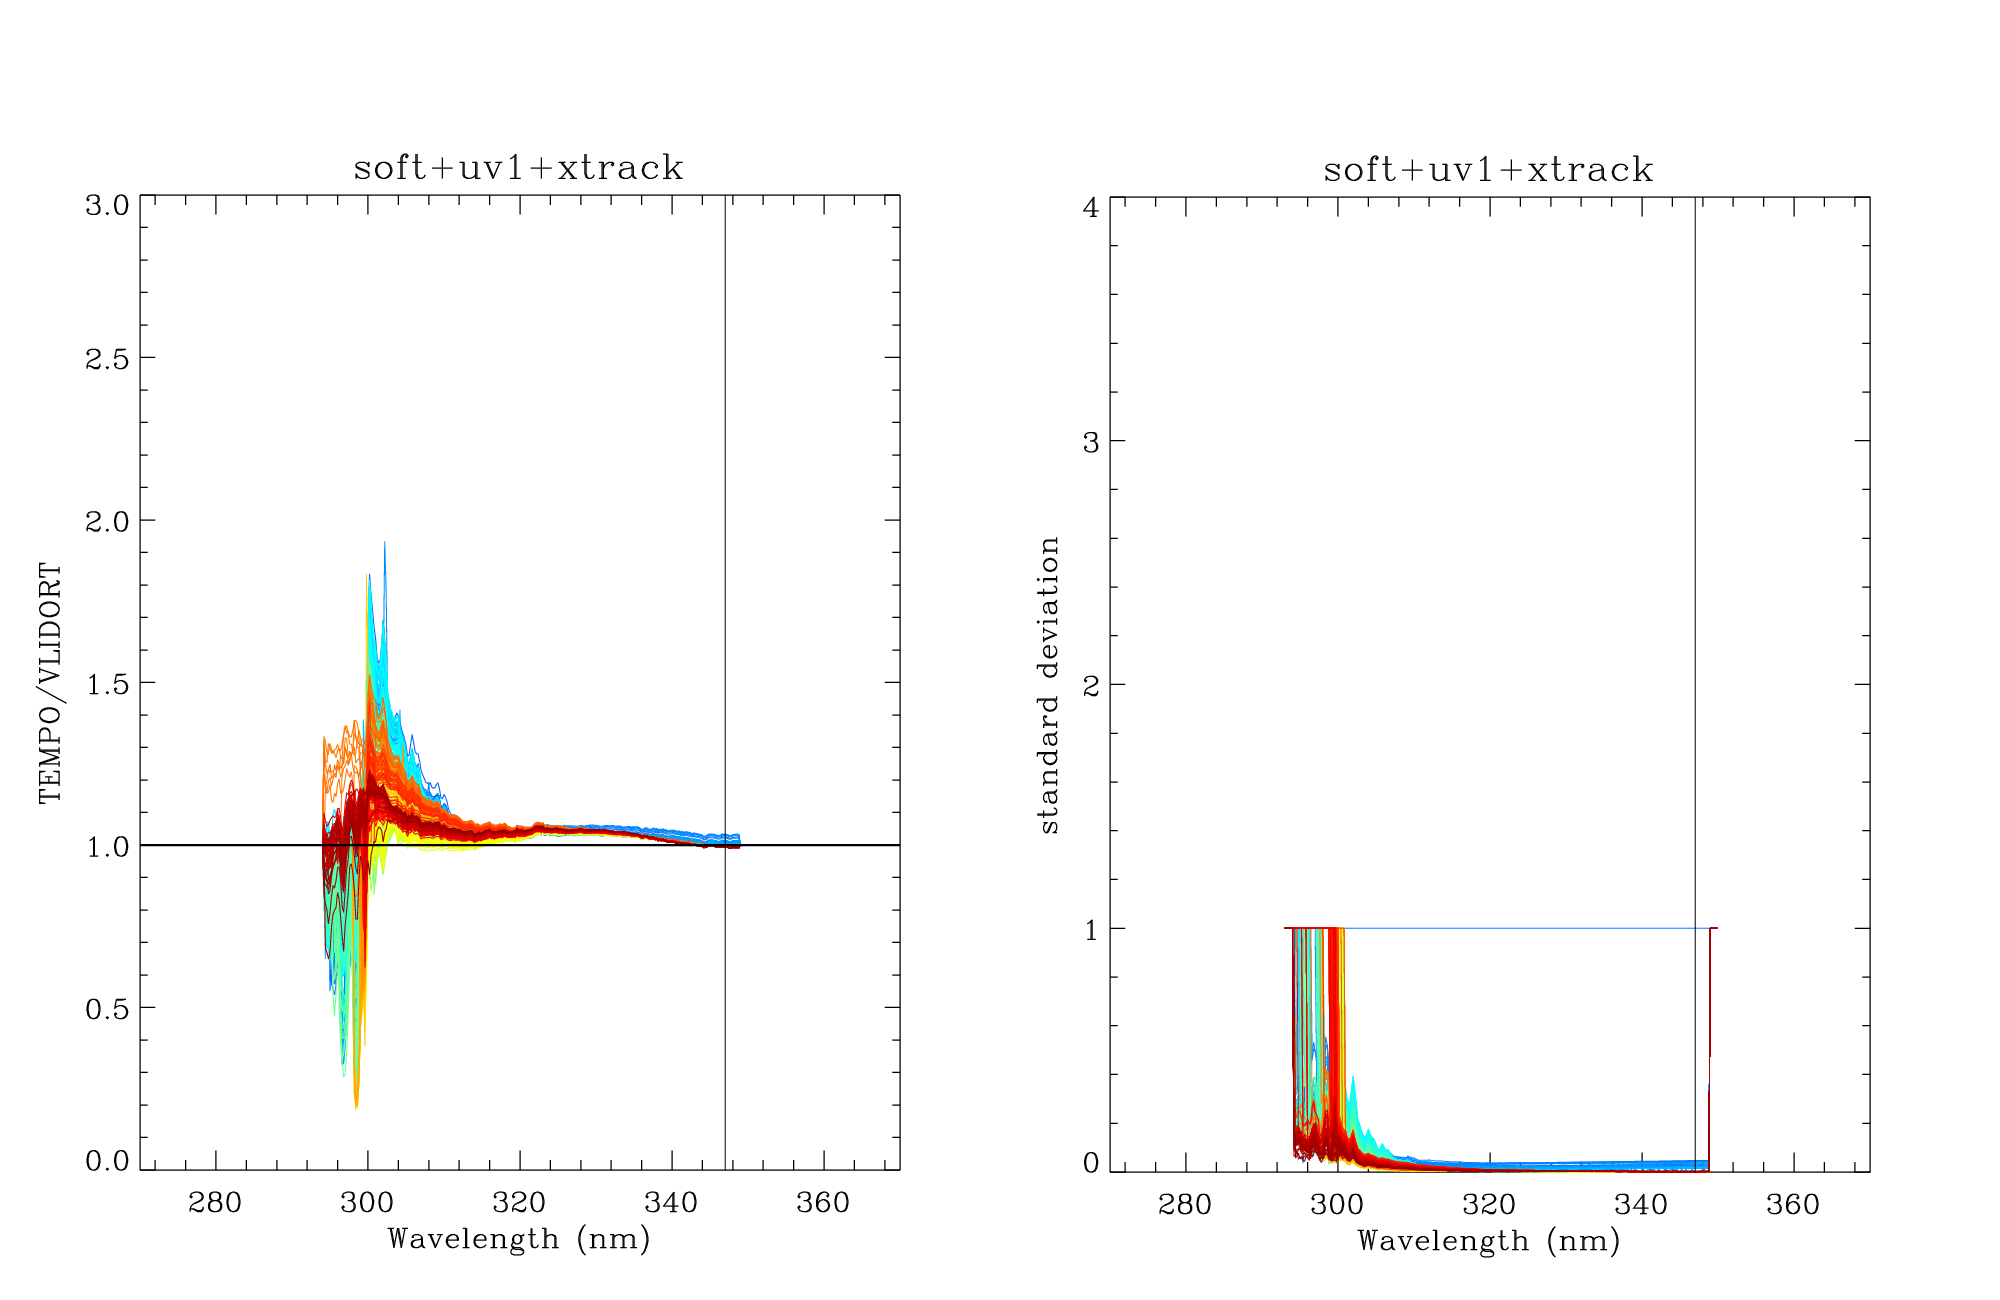 soft+uv1+xtrack
3.0
2.5
2.0
1.5
1.0
0.5
0.0
TEMPO/VLIDORT
280 300 320 340 360
Wavelength (nm)
soft+uv1+xtrack
4
3
2
1
0
standard deviation
280 300 320 340 360
Wavelength (nm)